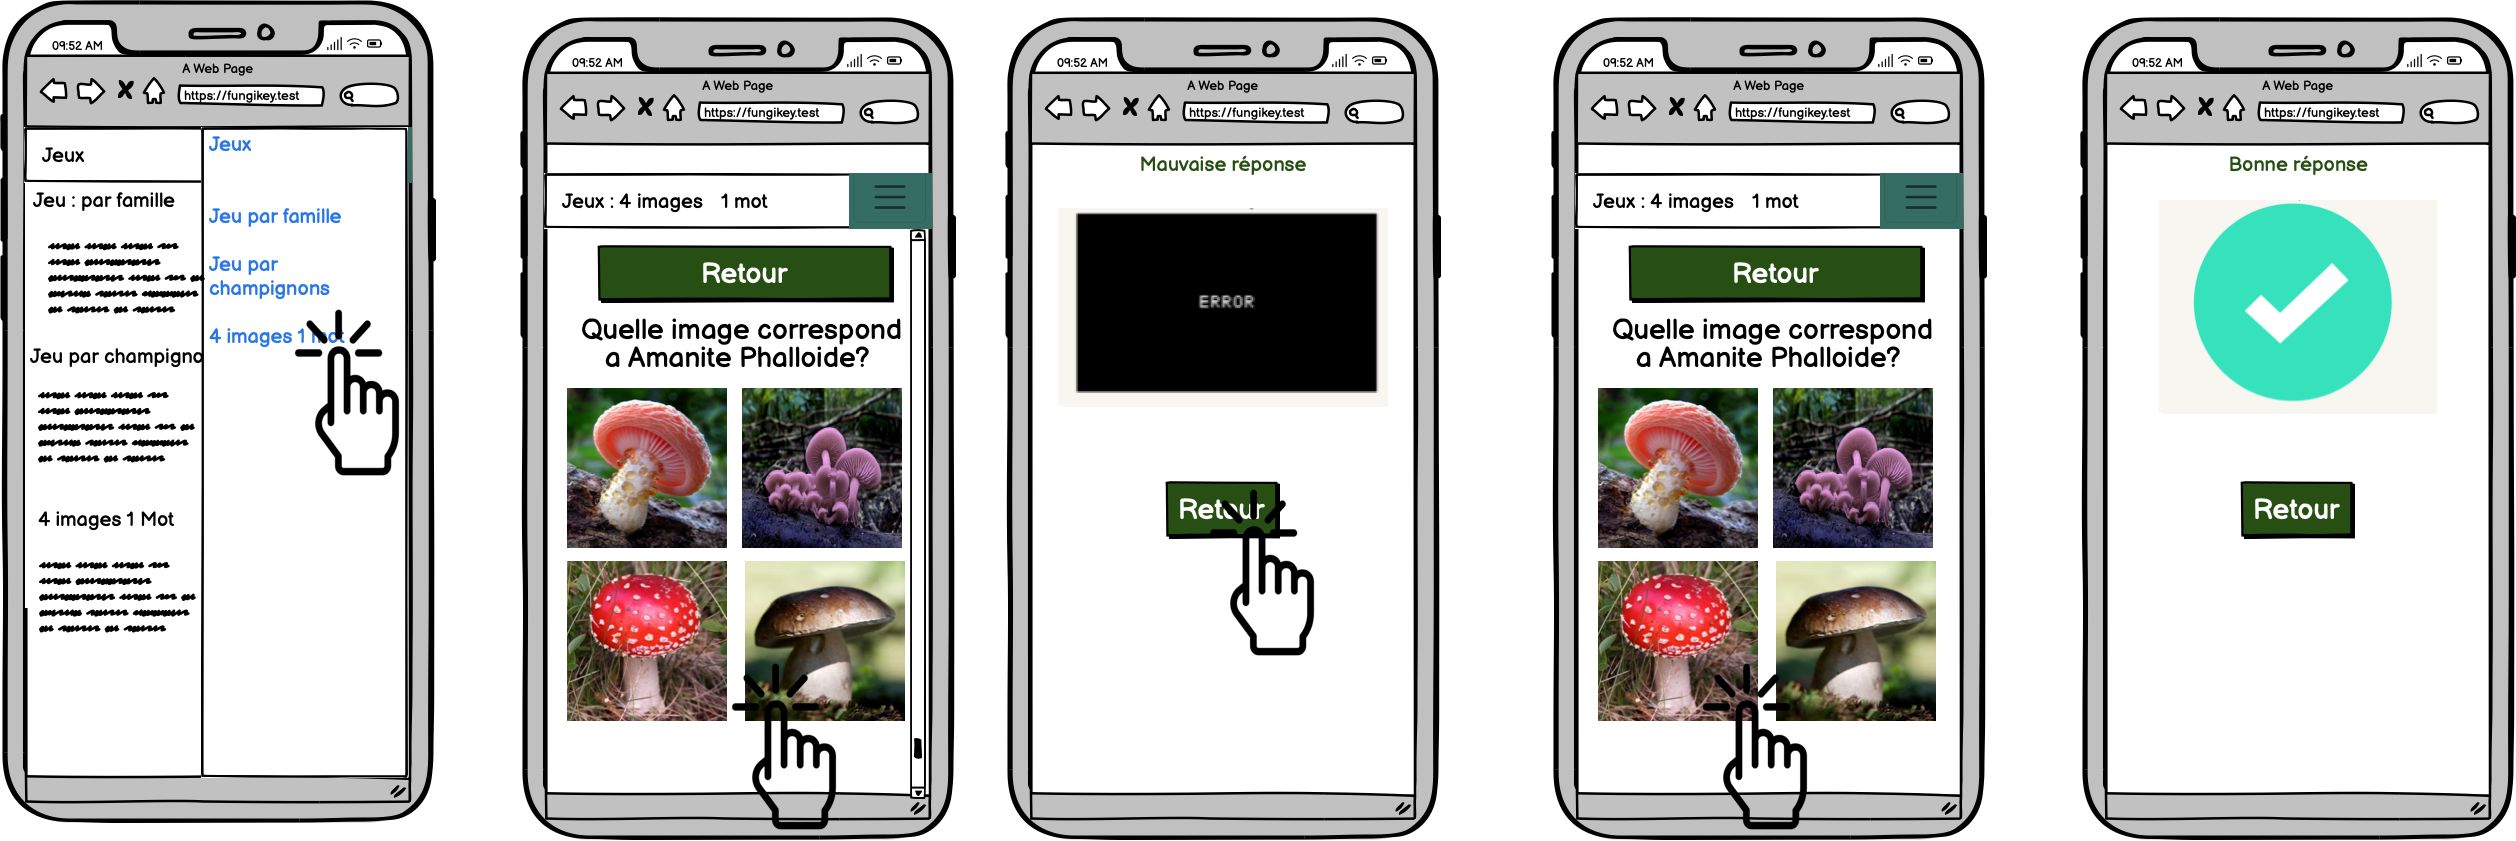 09:52 AM
A Web Page
https://fungikey.test
Jeux
Jeu : par famille
Jeu par champigno
4 images 1 Mot
Jeux
Jeu par famille
Jeu par
champignons
4 images 1 mot
09:52 AM
A Web Page
https://fungikey.test
Jeux : 4 images 1 mot
Retour
Quelle image correspond
a Amanite Phalloide?
09:52 AM
A Web Page
https://fungikey.test
Mauvaise réponse
ERROR
Retour
09:52 AM
A Web Page
https://fungikey.test
Jeux : 4 images 1 mot
Retour
Quelle image correspond
a Amanite Phalloide?
09:52 AM
A Web Page
https://fungikey.test
Bonne réponse
Retour